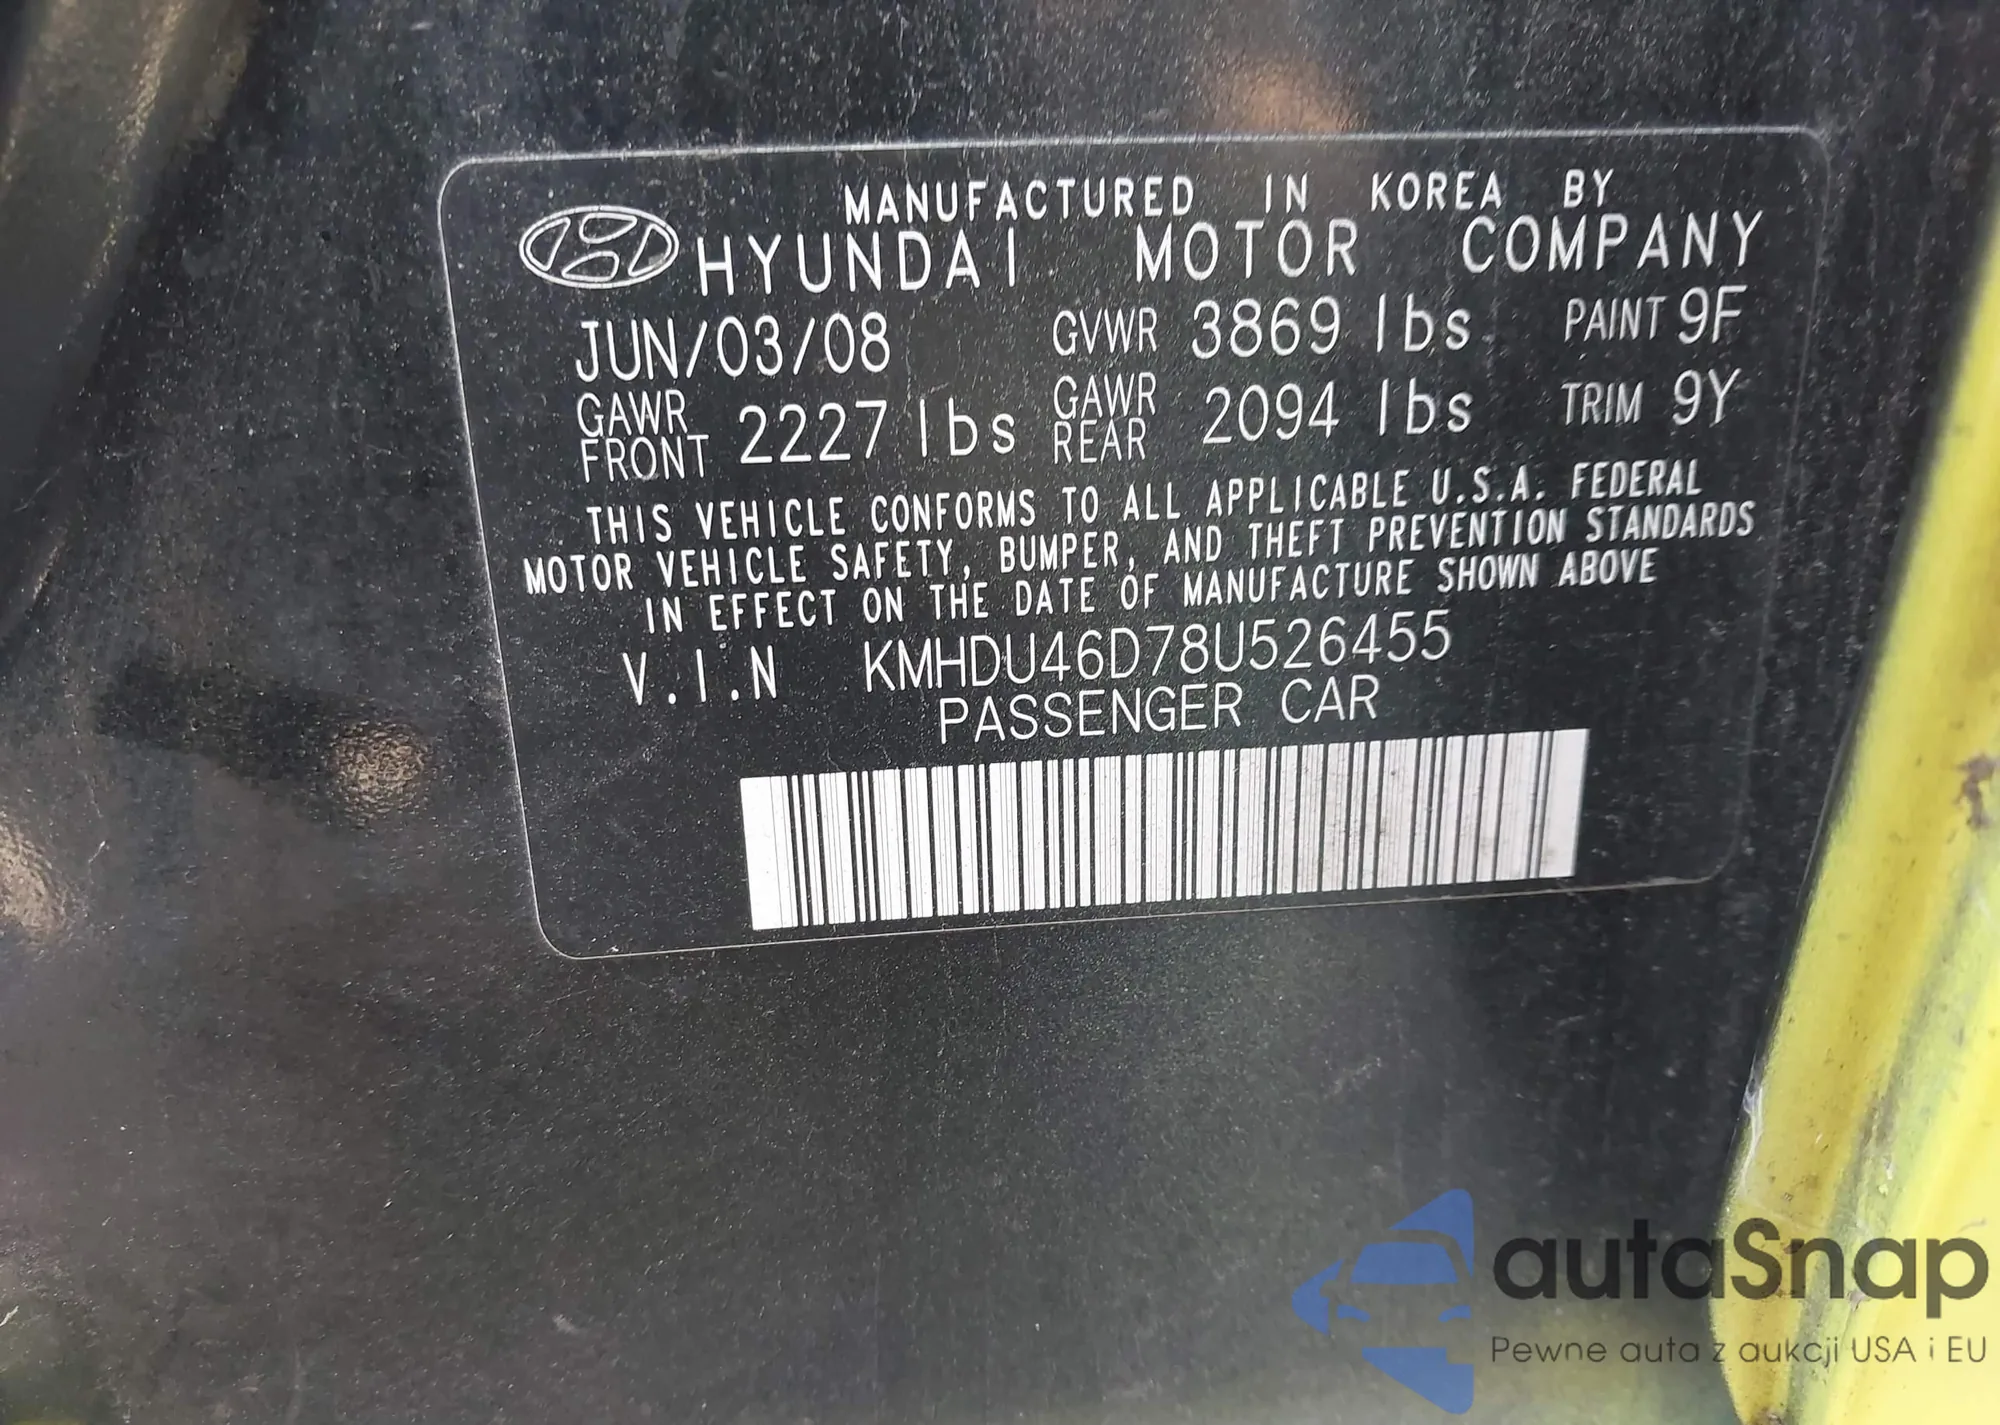 MANUFACTURED IN KOREA BY
HYUNDAI MOTOR COMPANY
JUN/03/08 GVWR 3869 lbs PAINT 9F
GAWR FRONT 2227 lbs GAWR REAR 2094 lbs TRIM 9Y
THIS VEHICLE CONFORMS TO ALL APPLICABLE U.S.A. FEDERAL
MOTOR VEHICLE SAFETY, BUMPER, AND THEFT PREVENTION STANDARDS
IN EFFECT ON THE DATE OF MANUFACTURE SHOWN ABOVE
V.I.N KMHDU46D78U526455
PASSENGER CAR
autaSnap
Pewne auta z aukcji USA i EU